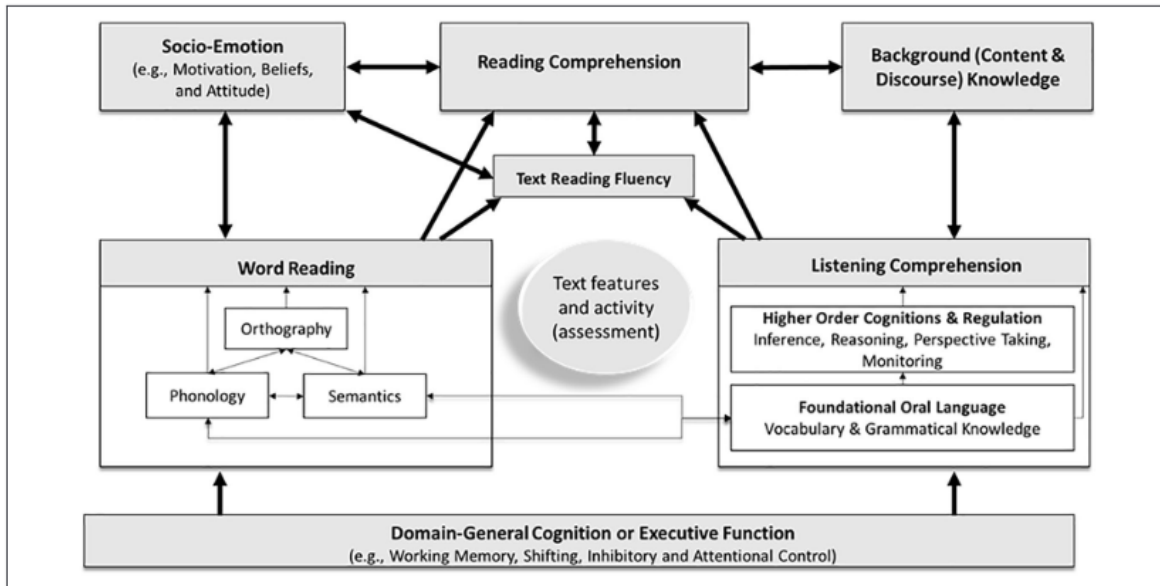 Socio-Emotion
(e.g., Motivation, Beliefs,
and Attitude)
Reading Comprehension
Background (Content &
Discourse) Knowledge
Text Reading Fluency
Word Reading
Orthography
Phonology
Semantics
Text features
and activity
(assessment)
Listening Comprehension
Higher Order Cognitions & Regulation
Inference, Reasoning, Perspective Taking,
Monitoring
Foundational Oral Language
Vocabulary & Grammatical Knowledge
Domain-General Cognition or Executive Function
(e.g., Working Memory, Shifting, Inhibitory and Attentional Control)